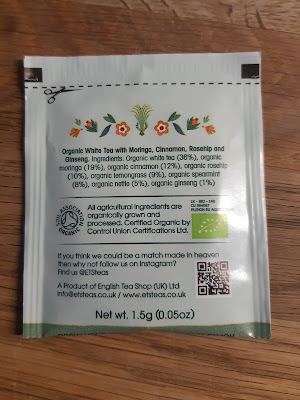 Organic White Tea with Moringa, Cinnamon, Rosehip and
Ginseng. Ingredients: Organic white tea (36%), organic
moringa (19%), organic cinnamon (12%), organic rosehip
(10%), organic lemongrass (9%), organic spearmint
(8%), organic nettle (5%), organic ginseng (1%)
SOIL ASSOCIATION
ORGANIC
All agricultural ingredients are
organically grown and
processed. Certified Organic by
Control Union Certifications Ltd.
If you think we could be a match made in heaven
then why not follow us on Instagram?
Find us @ETSteas
A Product of English Tea Shop (UK) Ltd
info@etsteas.co.uk / www.etsteas.co.uk
Net wt. 1.5g (0.05oz)